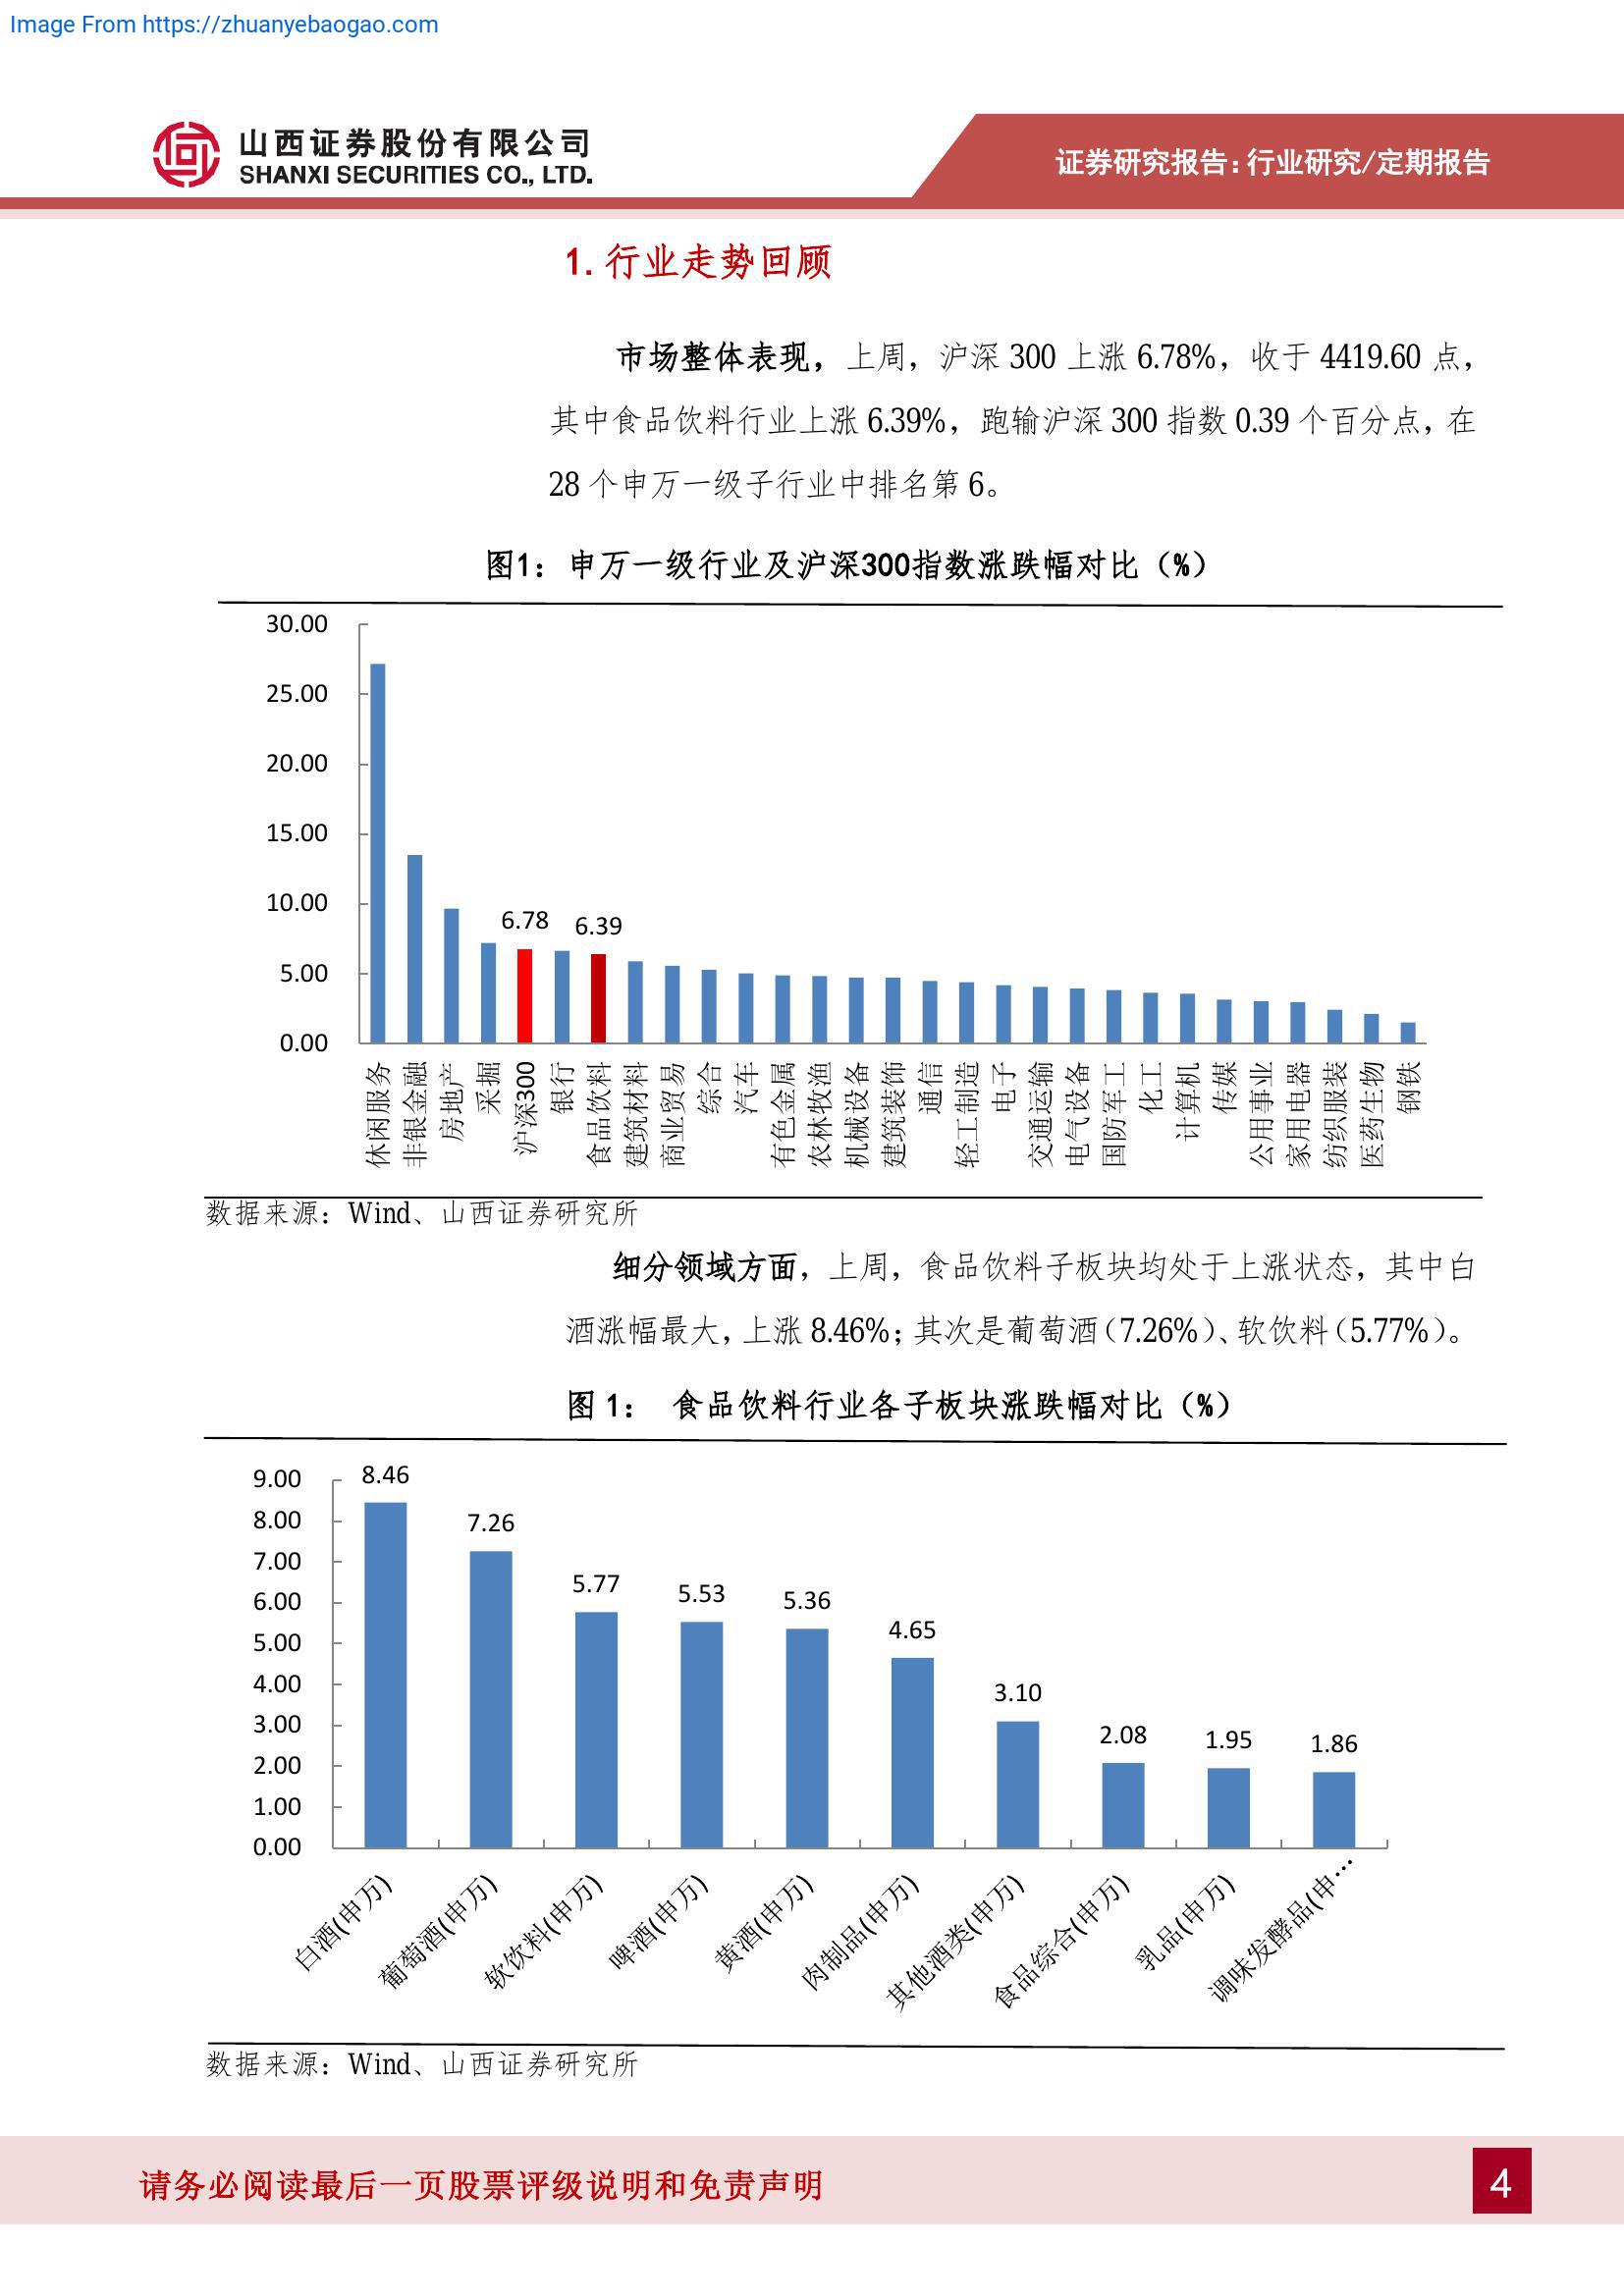 Image From https://zhuanyebaogao.com
山西证券股份有限公司
SHANXI SECURITIES CO., LTD.
证券研究报告:行业研究/定期报告
1.行业走势回顾
市场整体表现，上周，沪深 300 上涨 6.78%，收于 4419.60 点，
其中食品饮料行业上涨 6.39%，跑输沪深 300 指数 0.39 个百分点，在
28 个申万一级子行业中排名第 6。
图1：申万一级行业及沪深300指数涨跌幅对比（%）
30.00
25.00
20.00
15.00
10.00
5.00
0.00
6.78
6.39
休闲服务
非银金融
房地产
采掘
沪深300
银行
食品饮料
建筑材料
商业贸易
综合
汽车
有色金属
农林牧渔
机械设备
建筑装饰
通信
轻工制造
电子
交通运输
电气设备
国防军工
化工
计算机
传媒
公用事业
家用电器
纺织服装
医药生物
钢铁
数据来源：Wind、山西证券研究所
细分领域方面，上周，食品饮料子板块均处于上涨状态，其中白
酒涨幅最大，上涨 8.46%；其次是葡萄酒（7.26%）、软饮料（5.77%）。
图 1： 食品饮料行业各子板块涨跌幅对比（%）
9.00
8.00
7.00
6.00
5.00
4.00
3.00
2.00
1.00
0.00
8.46
7.26
5.77
5.53
5.36
4.65
3.10
2.08
1.95
1.86
白酒(申万)
葡萄酒(申万)
软饮料(申万)
啤酒(申万)
黄酒(申万)
肉制品(申万)
其他酒类(申万)
食品综合(申万)
乳品(申万)
调味发酵品(申…
数据来源：Wind、山西证券研究所
请务必阅读最后一页股票评级说明和免责声明
4